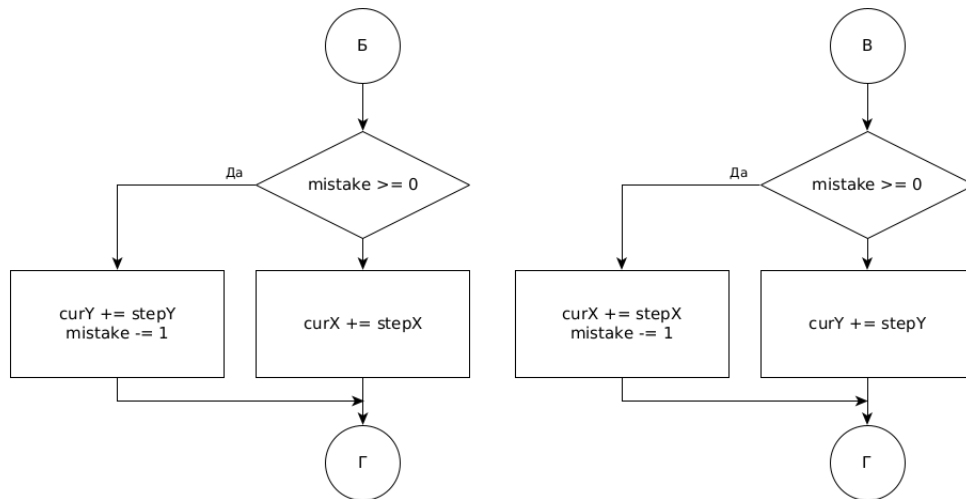 Б
Да
mistake >= 0
curY += stepY
mistake -= 1
curX += stepX
Г
В
Да
mistake >= 0
curX += stepX
mistake -= 1
curY += stepY
Г